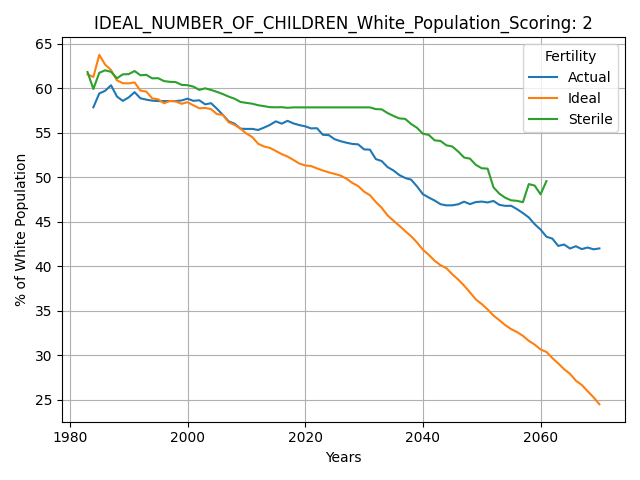 IDEAL_NUMBER_OF_CHILDREN_White_Population_Scoring: 2
% of White Population
65
60
55
50
45
40
35
30
25
Fertility
Actual
Ideal
Sterile
1980
2000
2020
2040
2060
Years